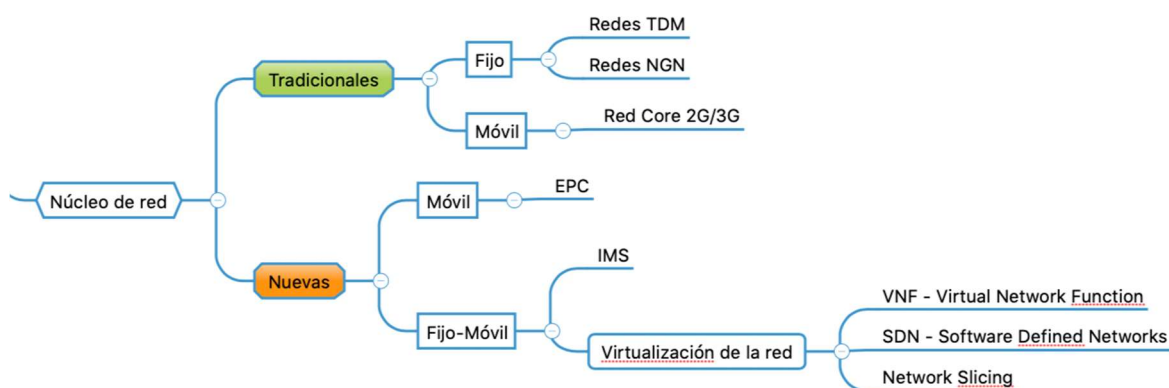 Redes TDM
Fijo
Redes NGN
Tradicionales
Móvil
Red Core 2G/3G
Núcleo de red
Móvil
EPC
Nuevas
IMS
Fijo-Móvil
Virtualización de la red
VNF - Virtual Network Function
SDN - Software Defined Networks
Network Slicing